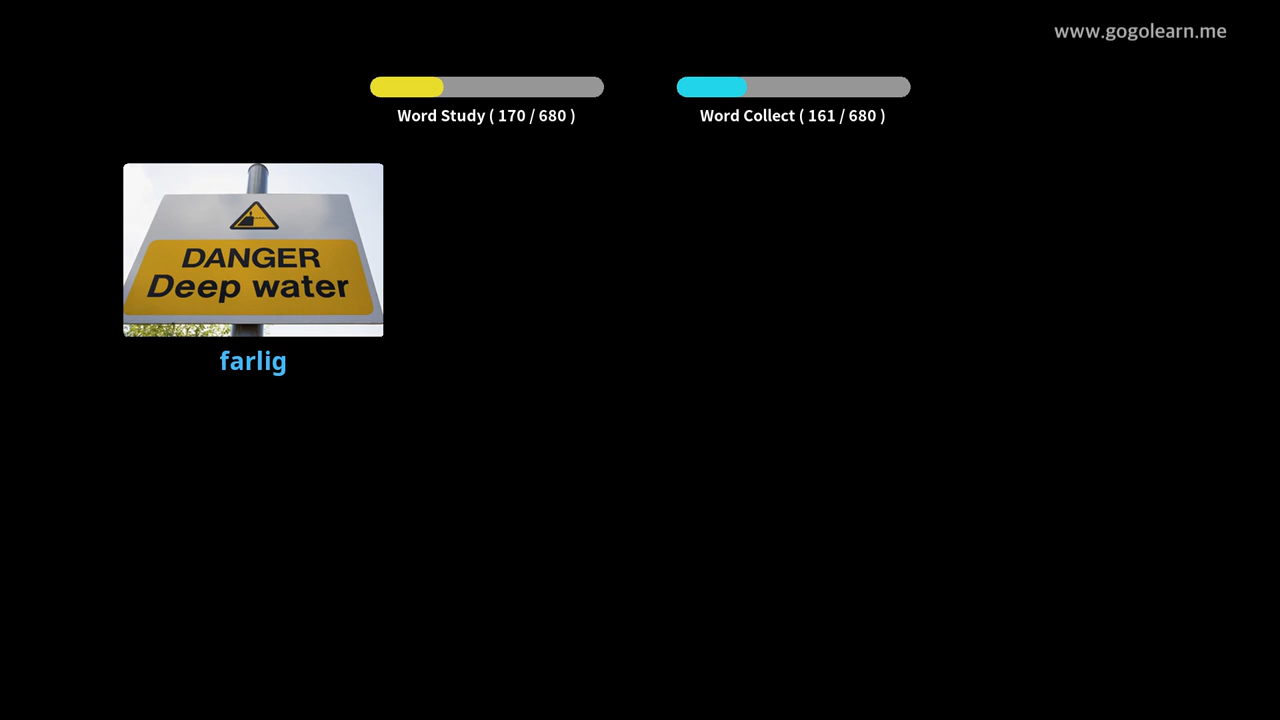 www.gogolearn.me
Word Study ( 170 / 680 )
Word Collect ( 161 / 680 )
DANGER
Deep water
farlig